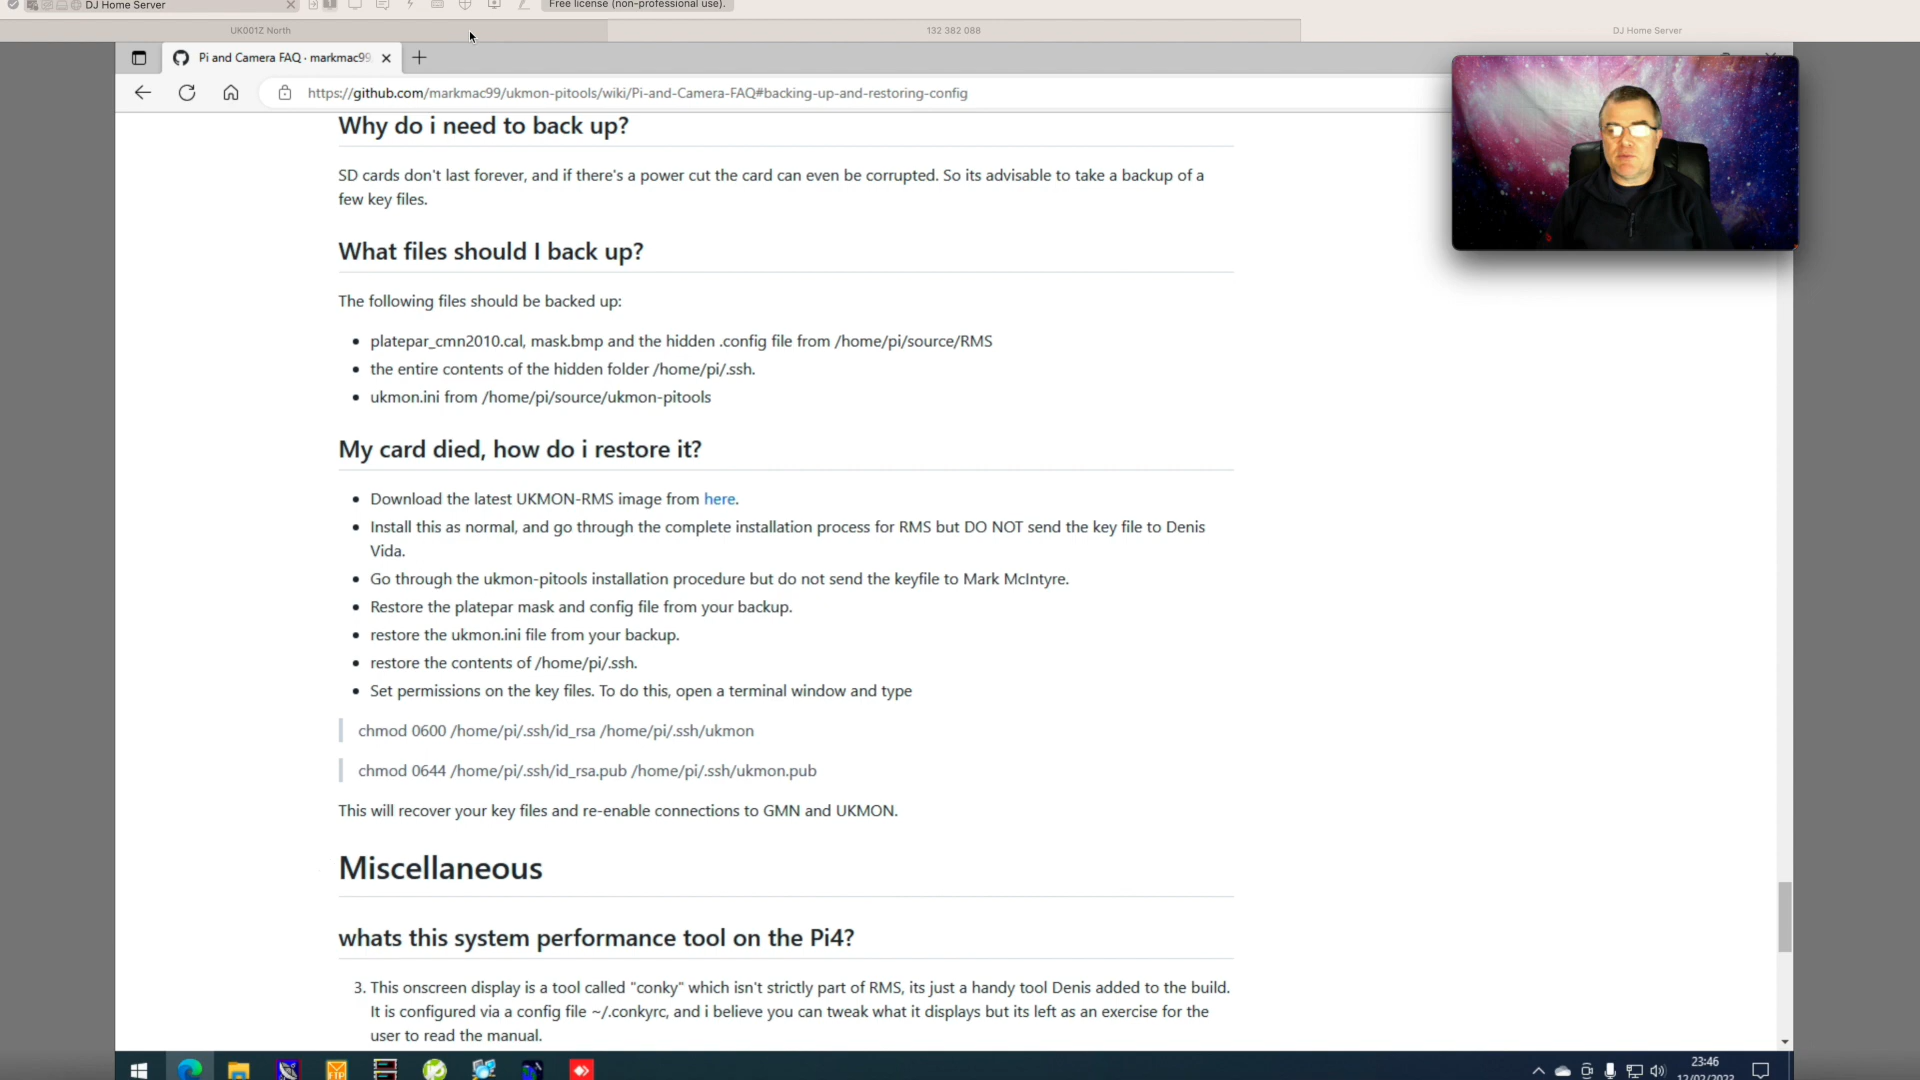 DJ Home Server
Free license (non-professional use).
UK001Z North
132 382 088
DJ Home Server
Pi and Camera FAQ · markmac99
https://github.com/markmac99/ukmon-pitools/wiki/Pi-and-Camera-FAQ#backing-up-and-restoring-config
Why do i need to back up?
SD cards don't last forever, and if there's a power cut the card can even be corrupted. So its advisable to take a backup of a
few key files.
What files should I back up?
The following files should be backed up:
• platepar_cmn2010.cal, mask.bmp and the hidden .config file from /home/pi/source/RMS
• the entire contents of the hidden folder /home/pi/.ssh.
• ukmon.ini from /home/pi/source/ukmon-pitools
My card died, how do i restore it?
• Download the latest UKMON-RMS image from here.
• Install this as normal, and go through the complete installation process for RMS but DO NOT send the key file to Denis
Vida.
• Go through the ukmon-pitools installation procedure but do not send the keyfile to Mark McIntyre.
• Restore the platepar mask and config file from your backup.
• restore the ukmon.ini file from your backup.
• restore the contents of /home/pi/.ssh.
• Set permissions on the key files. To do this, open a terminal window and type
chmod 0600 /home/pi/.ssh/id_rsa /home/pi/.ssh/ukmon
chmod 0644 /home/pi/.ssh/id_rsa.pub /home/pi/.ssh/ukmon.pub
This will recover your key files and re-enable connections to GMN and UKMON.
Miscellaneous
whats this system performance tool on the Pi4?
3. This onscreen display is a tool called "conky" which isn't strictly part of RMS, its just a handy tool Denis added to the build.
It is configured via a config file ~/.conkyrc, and i believe you can tweak what it displays but its left as an exercise for the
user to read the manual.
FTP
23:46